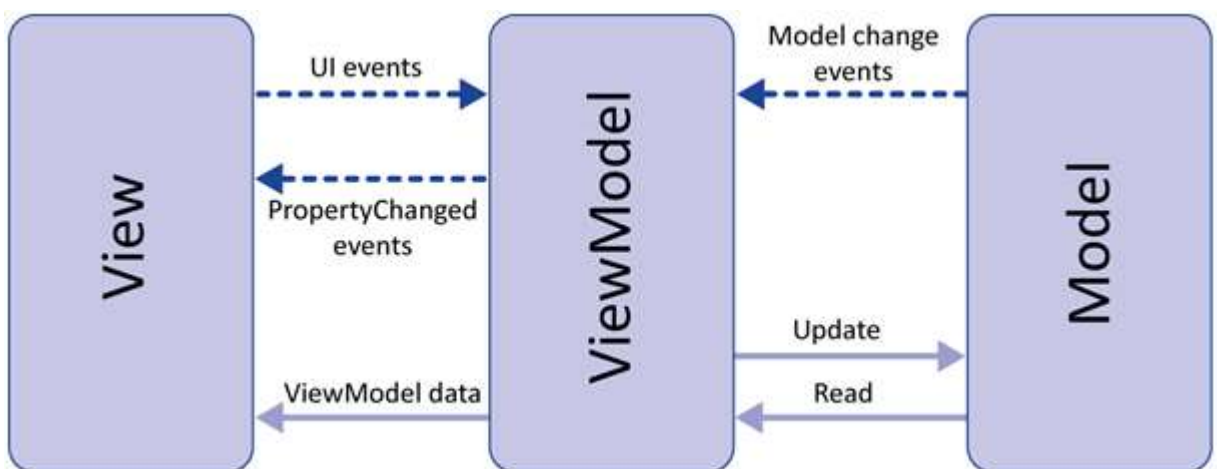 View
UI events
PropertyChanged
events
ViewModel data
ViewModel
Model change
events
Update
Read
Model